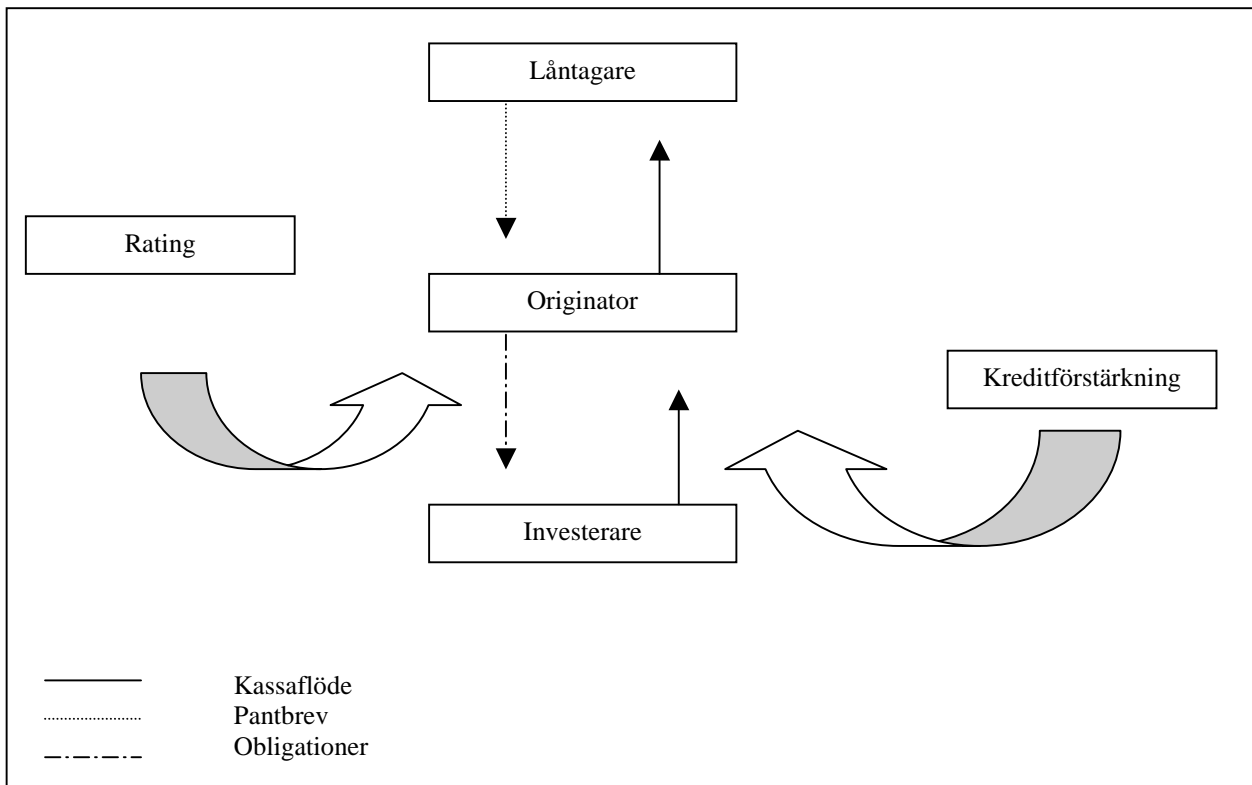 Låntagare
Rating
Originator
Kreditförstärkning
Investerare
Kassaflöde
Pantbrev
Obligationer